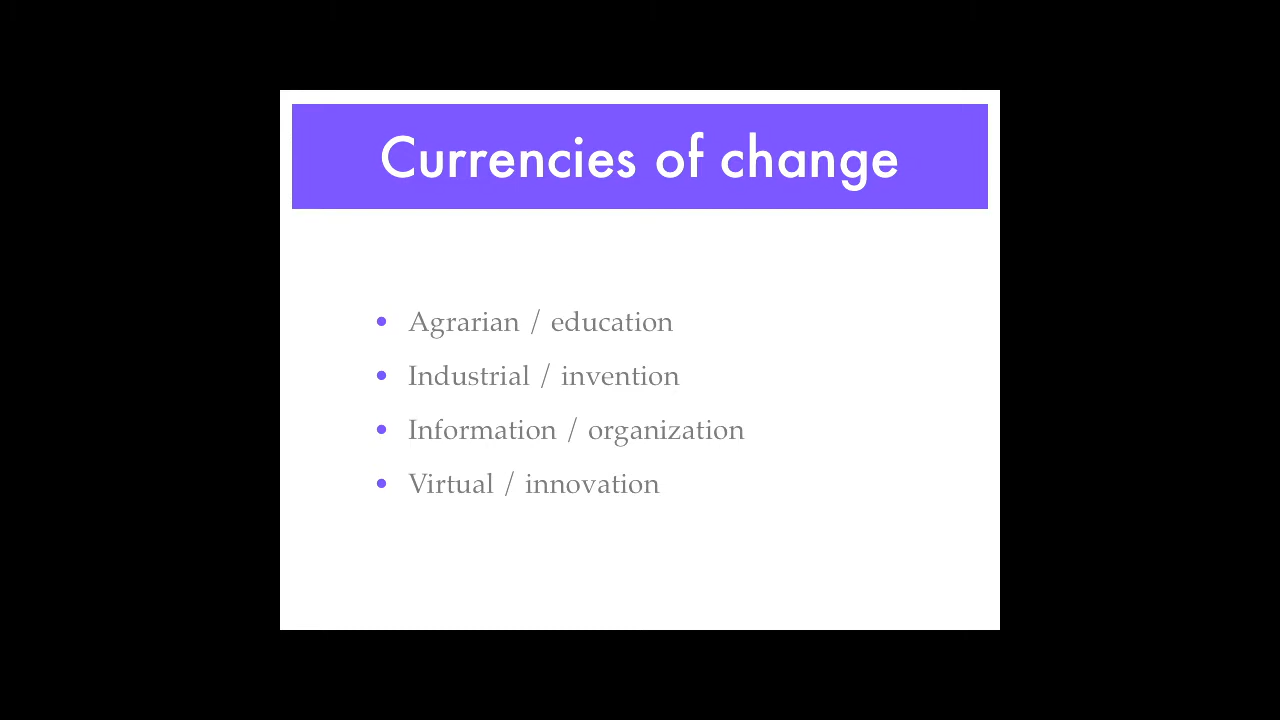 Currencies of change
• Agrarian / education
• Industrial / invention
• Information / organization
• Virtual / innovation